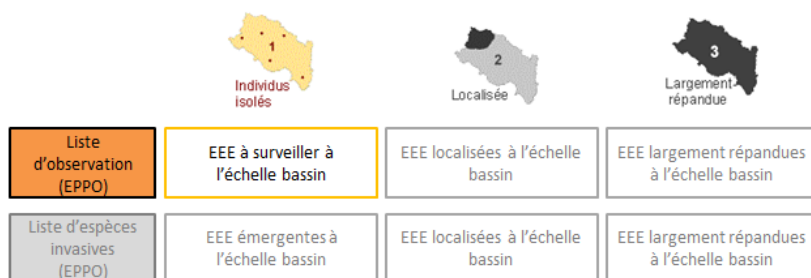 1
Individus
isolés
2
Localisée
3
Largement
répandue
Liste
d'observation
(EPPO)
EEE à surveiller à
l'échelle bassin
EEE localisées à l'échelle
bassin
EEE largement répandues
à l'échelle bassin
Liste d'espèces
invasives
(EPPO)
EEE émergentes à
l'échelle bassin
EEE localisées à l'échelle
bassin
EEE largement répandues
à l'échelle bassin